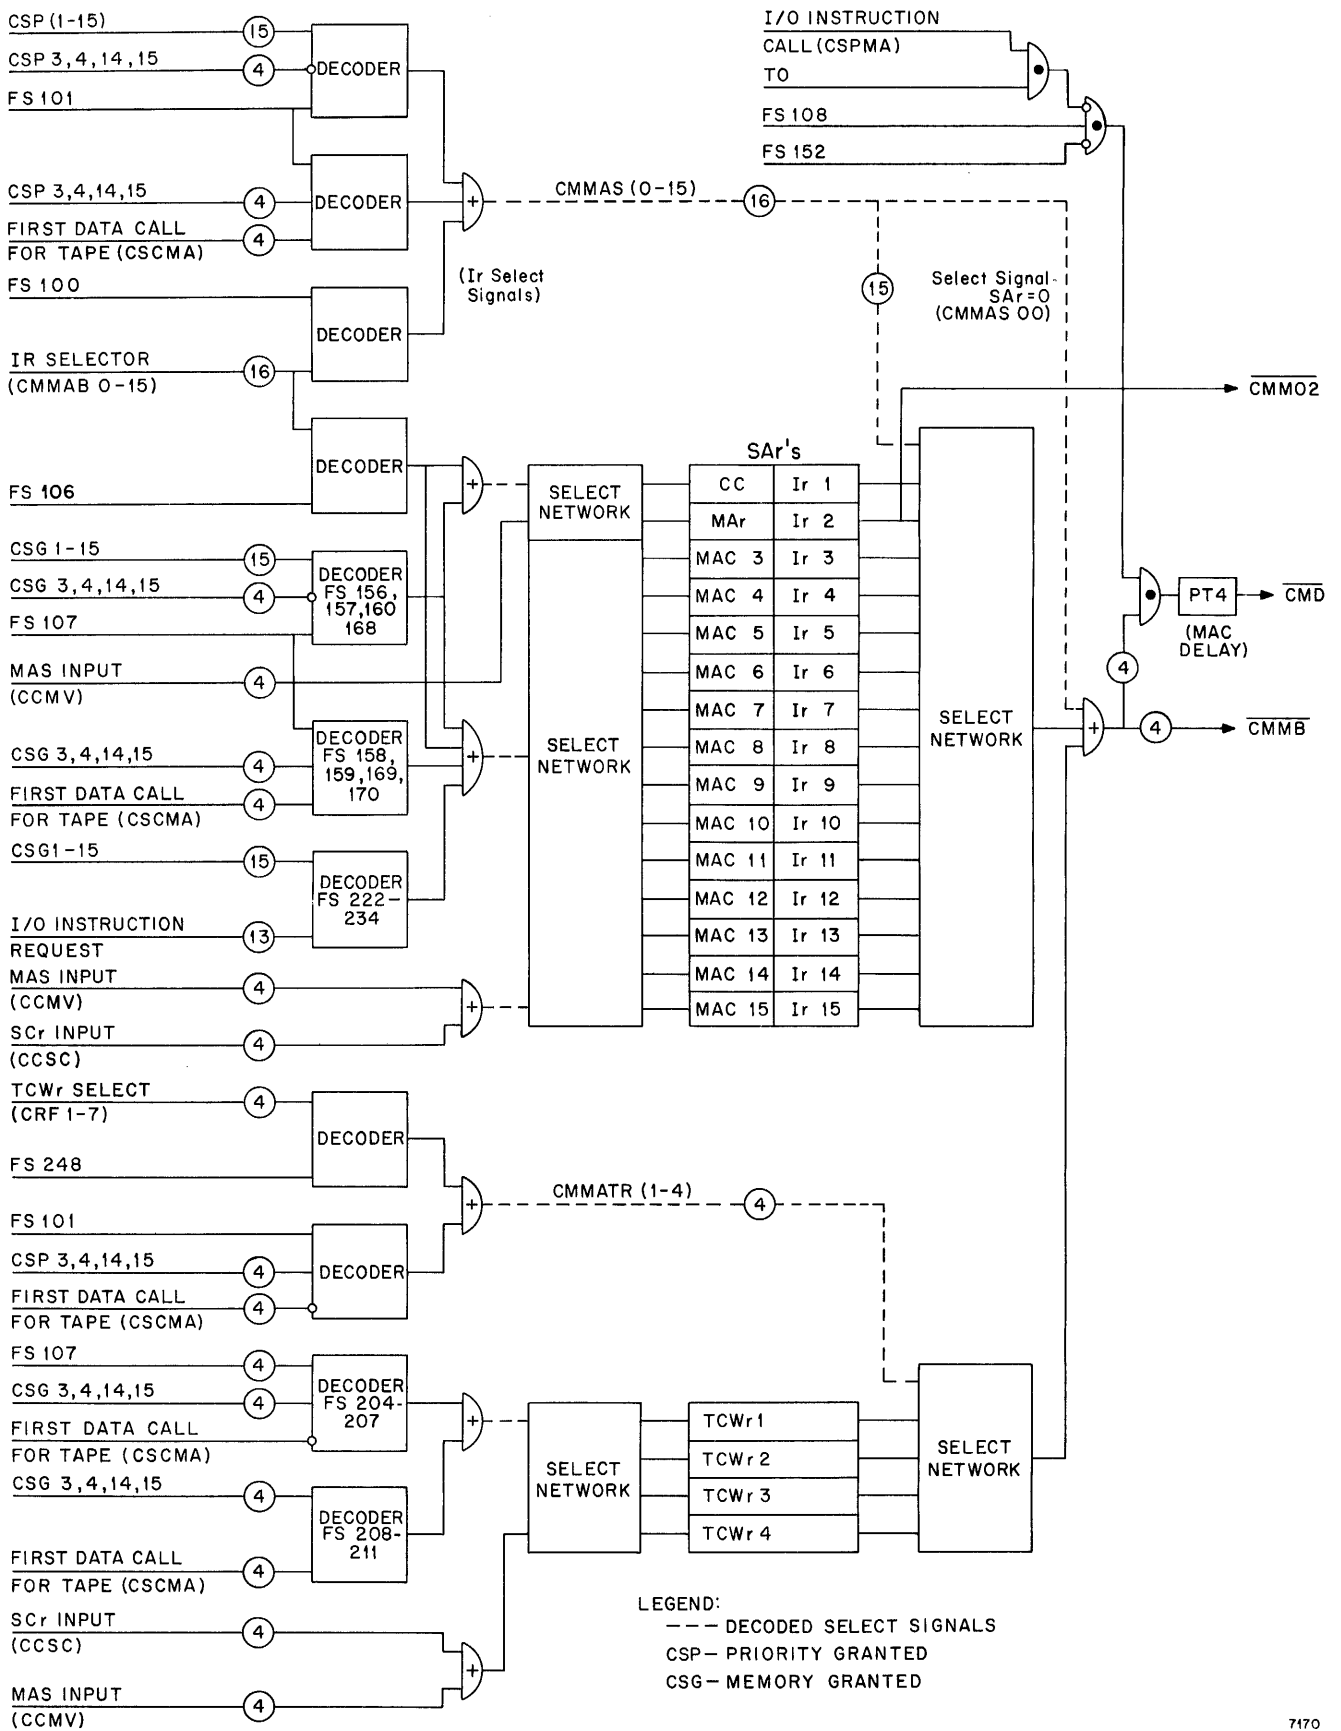 CSP (1-15)
15
CSP 3,4,14,15
4
DECODER
FS 101
CSP 3,4,14,15
4
DECODER
FIRST DATA CALL
4
FOR TAPE (CSCMA)
FS 100
DECODER
IR SELECTOR
16
(CMMAB 0-15)
DECODER
FS 106
+
CMMAS (0-15)
16
(Ir Select
Signals)
15
Select Signal
SAr=0
(CMMAS 00)
I/O INSTRUCTION
CALL (CSPMA)
TO
FS 108
FS 152
CMM02
CSG 1-15
15
CSG 3,4,14,15
4
FS 107
DECODER
FS 156,
157,160
168
MAS INPUT
4
(CCMV)
CSG 3,4,14,15
4
FIRST DATA CALL
4
FOR TAPE (CSCMA)
DECODER
FS 158,
159,169,
170
CSG1-15
15
DECODER
FS 222-
234
I/O INSTRUCTION
13
REQUEST
MAS INPUT
4
(CCMV)
SCr INPUT
4
(CCSC)
+
+
+
SELECT
NETWORK
SELECT
NETWORK
SAr's
CC Ir 1
MAr Ir 2
MAC 3 Ir 3
MAC 4 Ir 4
MAC 5 Ir 5
MAC 6 Ir 6
MAC 7 Ir 7
MAC 8 Ir 8
MAC 9 Ir 9
MAC 10 Ir 10
MAC 11 Ir 11
MAC 12 Ir 12
MAC 13 Ir 13
MAC 14 Ir 14
MAC 15 Ir 15
SELECT
NETWORK
PT4
CMD
(MAC
DELAY)
4
+
4
CMMB
TCWr SELECT
4
(CRF 1-7)
DECODER
FS 248
FS 101
CSP 3,4,14,15
4
DECODER
FIRST DATA CALL
4
FOR TAPE (CSCMA)
+
CMMATR (1-4)
4
FS 107
4
CSG 3,4,14,15
4
FIRST DATA CALL
FOR TAPE (CSCMA)
DECODER
FS 204-
207
CSG 3,4,14,15
4
DECODER
FS 208-
211
FIRST DATA CALL
4
FOR TAPE (CSCMA)
SCr INPUT
4
(CCSC)
MAS INPUT
4
(CCMV)
+
+
SELECT
NETWORK
TCWr 1
TCWr 2
TCWr 3
TCWr 4
SELECT
NETWORK
LEGEND:
--- DECODED SELECT SIGNALS
CSP— PRIORITY GRANTED
CSG— MEMORY GRANTED
7170